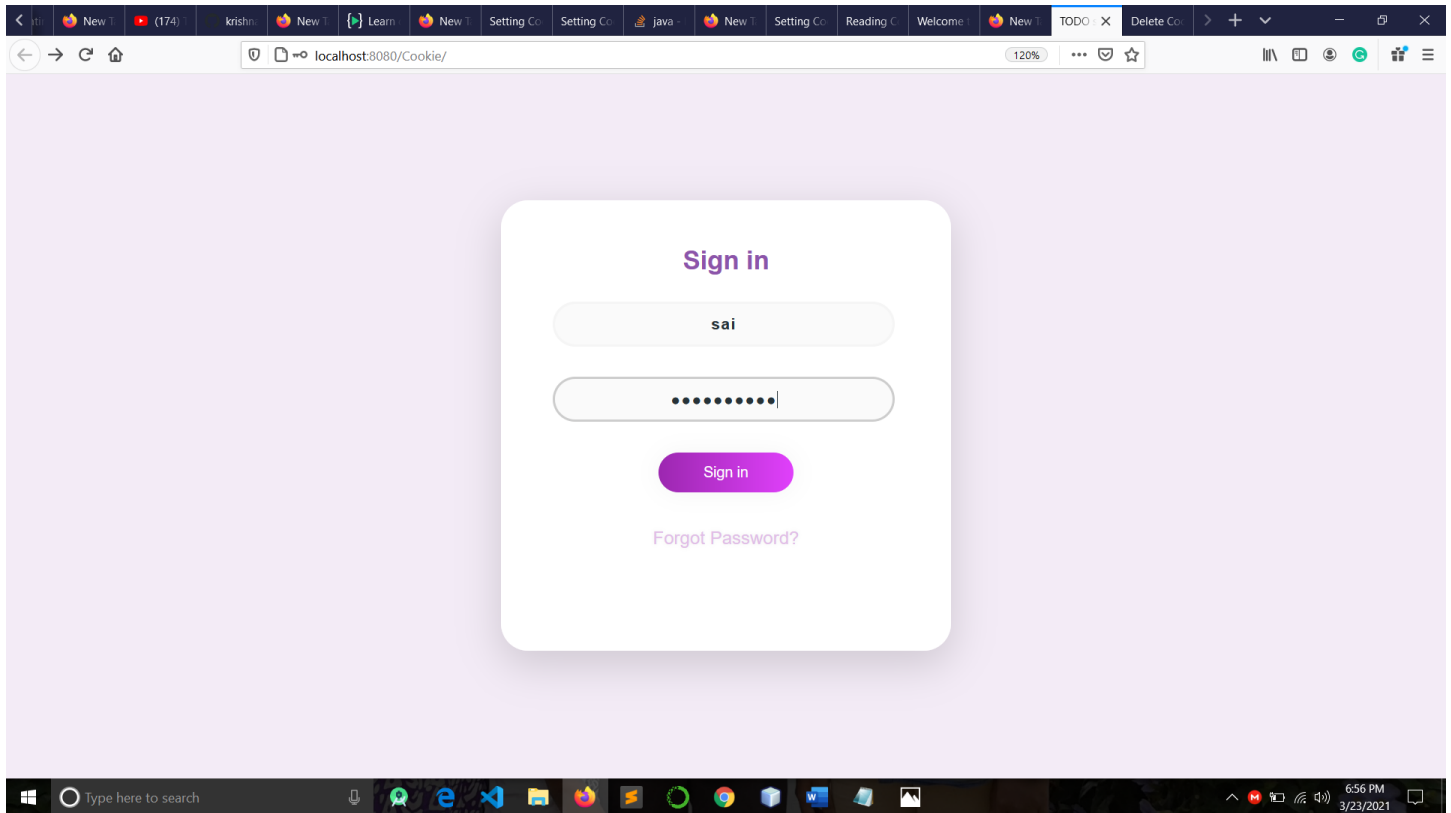 New T
(174) T
krishna
New T
Learn
New T
Setting Co
Setting Co
java -
New T
Setting Co
Reading C
Welcome t
New T
TODO
Delete Coo
localhost:8080/Cookie/
120%
Sign in
sai
Sign in
Forgot Password?
Type here to search
6:56 PM
3/23/2021